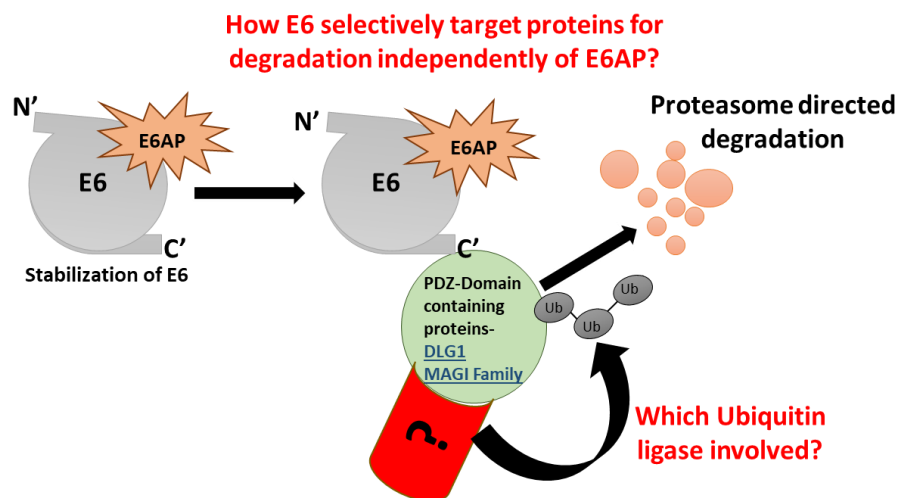 How E6 selectively target proteins for
degradation independently of E6AP?
N'
E6AP
E6
C'
Stabilization of E6
N'
E6AP
E6
C'
Proteasome directed
degradation
PDZ-Domain
containing
proteins-
DLG1
MAGI Family
Ub
Ub
Ub
?
Which Ubiquitin
ligase involved?